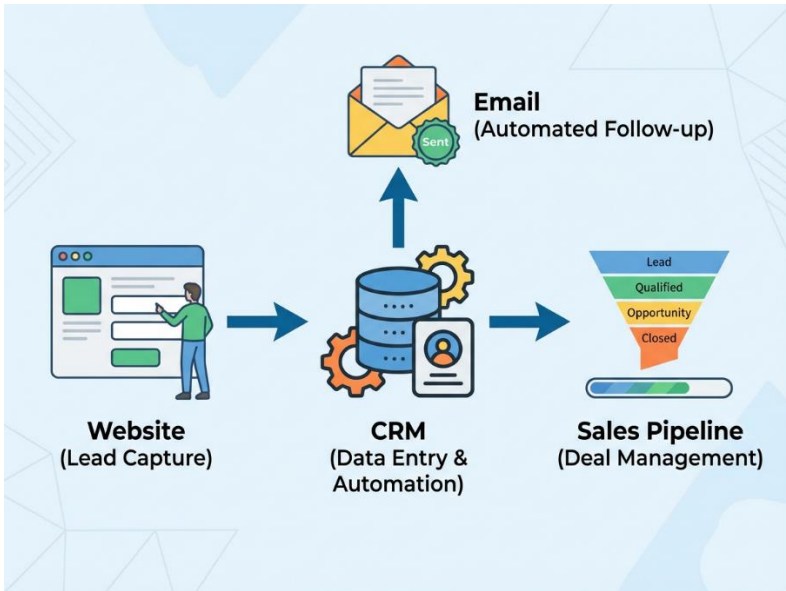 Email
(Automated Follow-up)
Sent
Website
(Lead Capture)
CRM
(Data Entry &
Automation)
Lead
Qualified
Opportunity
Closed
Sales Pipeline
(Deal Management)